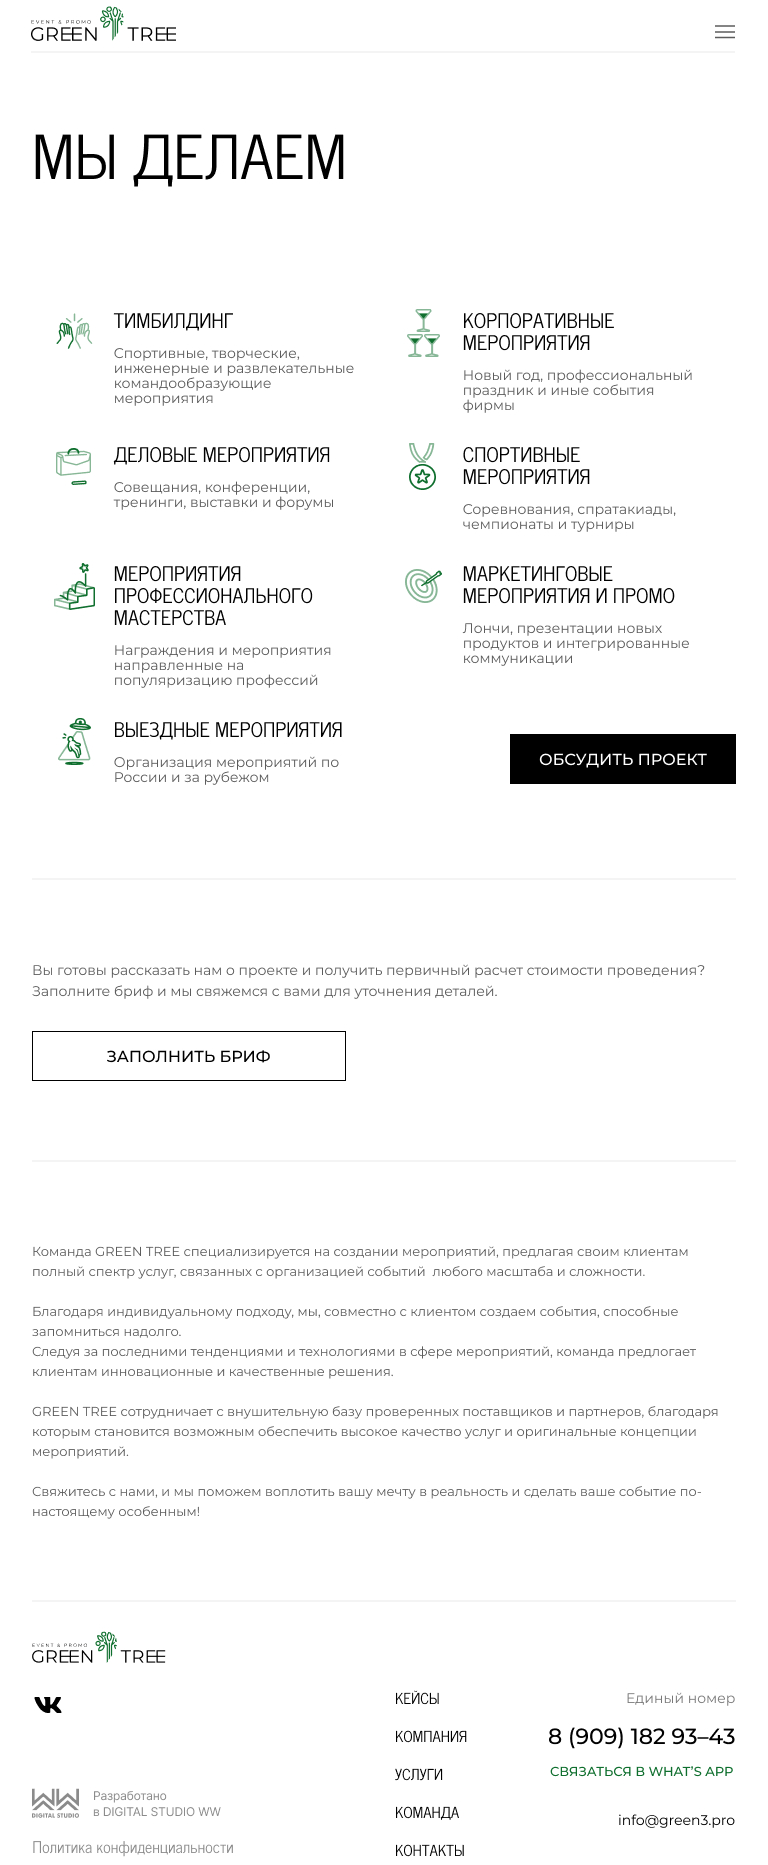 EVENT & PROMO
GREEN TREE
МЫ ДЕЛАЕМ
ТИМБИЛДИНГ
Спортивные, творческие,
инженерные и развлекательные
командообразующие
мероприятия
КОРПОРАТИВНЫЕ
МЕРОПРИЯТИЯ
Новый год, профессиональный
праздник и иные события
фирмы
ДЕЛОВЫЕ МЕРОПРИЯТИЯ
Совещания, конференции,
тренинги, выставки и форумы
СПОРТИВНЫЕ
МЕРОПРИЯТИЯ
Соревнования, спратакиады,
чемпионаты и турниры
МЕРОПРИЯТИЯ
ПРОФЕССИОНАЛЬНОГО
МАСТЕРСТВА
Награждения и мероприятия
направленные на
популяризацию профессий
МАРКЕТИНГОВЫЕ
МЕРОПРИЯТИЯ И ПРОМО
Лончи, презентации новых
продуктов и интегрированные
коммуникации
ВЫЕЗДНЫЕ МЕРОПРИЯТИЯ
Организация мероприятий по
России и за рубежом
ОБСУДИТЬ ПРОЕКТ
Вы готовы рассказать нам о проекте и получить первичный расчет стоимости проведения?
Заполните бриф и мы свяжемся с вами для уточнения деталей.
ЗАПОЛНИТЬ БРИФ
Команда GREEN TREE специализируется на создании мероприятий, предлагая своим клиентам
полный спектр услуг, связанных с организацией событий  любого масштаба и сложности.
Благодаря индивидуальному подходу, мы, совместно с клиентом создаем события, способные
запомниться надолго.
Следуя за последними тенденциями и технологиями в сфере мероприятий, команда предлогает
клиентам инновационные и качественные решения.
GREEN TREE сотрудничает с внушительную базу проверенных поставщиков и партнеров, благодаря
которым становится возможным обеспечить высокое качество услуг и оригинальные концепции
мероприятий.
Свяжитесь с нами, и мы поможем воплотить вашу мечту в реальность и сделать ваше событие по-
настоящему особенным!
EVENT & PROMO
GREEN TREE
КЕЙСЫ
КОМПАНИЯ
УСЛУГИ
КОМАНДА
КОНТАКТЫ
Единый номер
8 (909) 182 93–43
СВЯЗАТЬСЯ В WHAT'S APP
info@green3.pro
DIGITAL STUDIO
Разработано
в DIGITAL STUDIO WW
Политика конфиденциальности